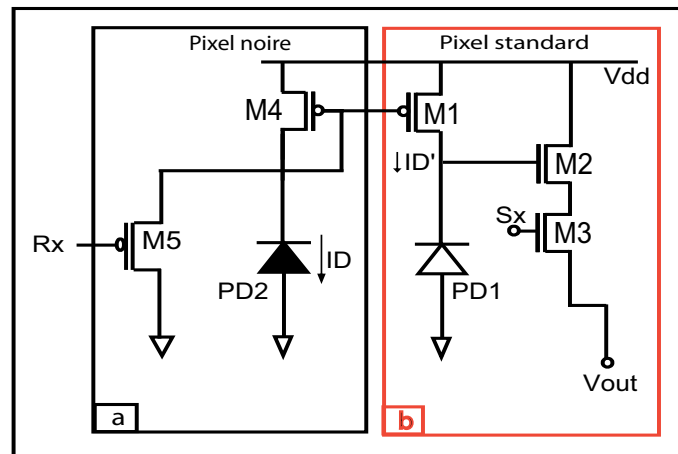 Pixel noire
Pixel standard
Vdd
M4
M1
↓ID'
M2
Sx
M3
Rx
M5
ID
PD2
PD1
Vout
a
b